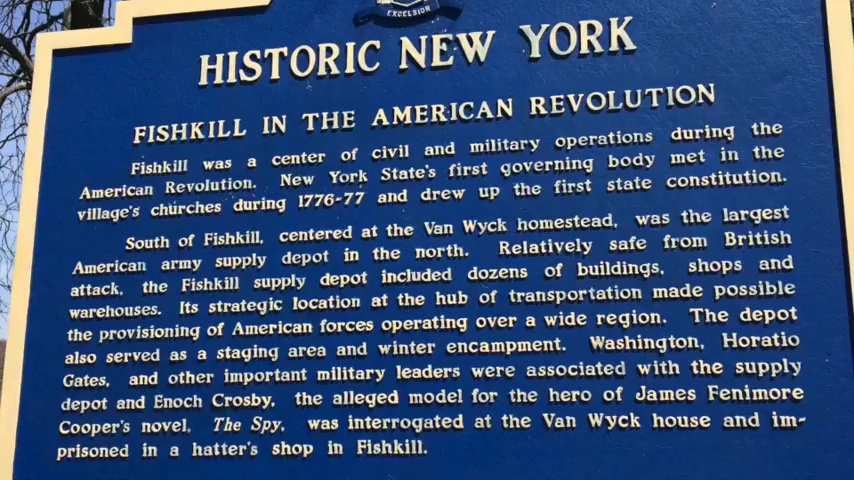 EXCELSIOR
HISTORIC NEW YORK
FISHKILL IN THE AMERICAN REVOLUTION
Fishkill was a center of civil and military operations during the
American Revolution. New York State's first governing body met in the
village's churches during 1776-77 and drew up the first state constitution.
South of Fishkill, centered at the Van Wyck homestead, was the largest
American army supply depot in the north. Relatively safe from British
attack, the Fishkill supply depot included dozens of buildings, shops and
warehouses. Its strategic location at the hub of transportation made possible
the provisioning of American forces operating over a wide region. The depot
also served as a staging area and winter encampment. Washington, Horatio
Gates, and other important military leaders were associated with the supply
depot and Enoch Crosby, the alleged model for the hero of James Fenimore
Cooper's novel, The Spy, was interrogated at the Van Wyck house and im-
prisoned in a hatter's shop in Fishkill.